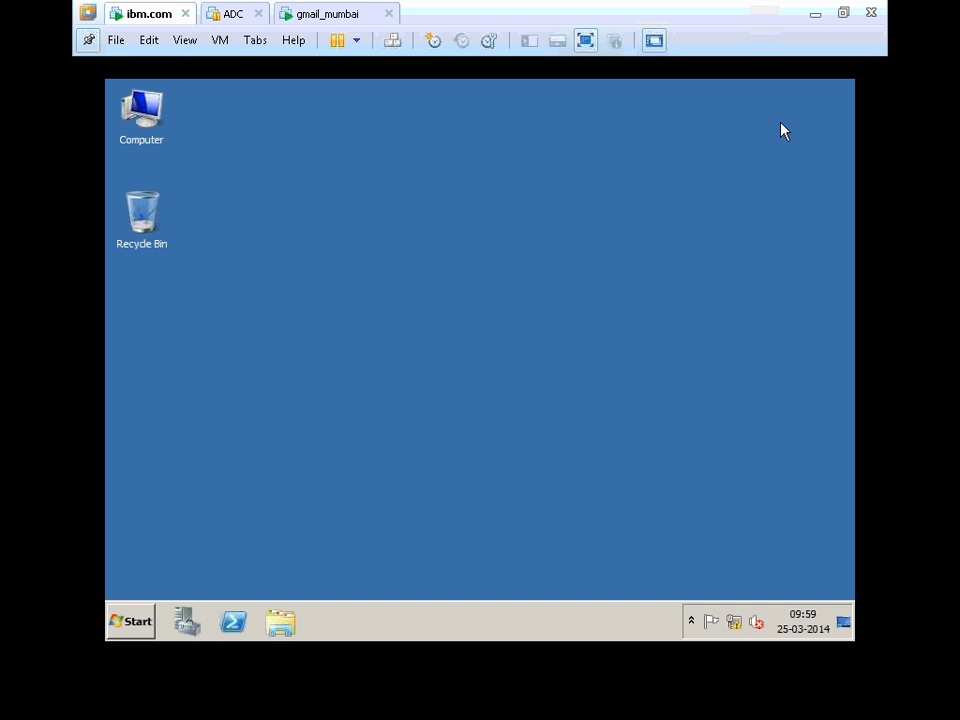 ibm.com ADC gmail_mumbai
File Edit View VM Tabs Help
Computer
Recycle Bin
Start
09:59
25-03-2014